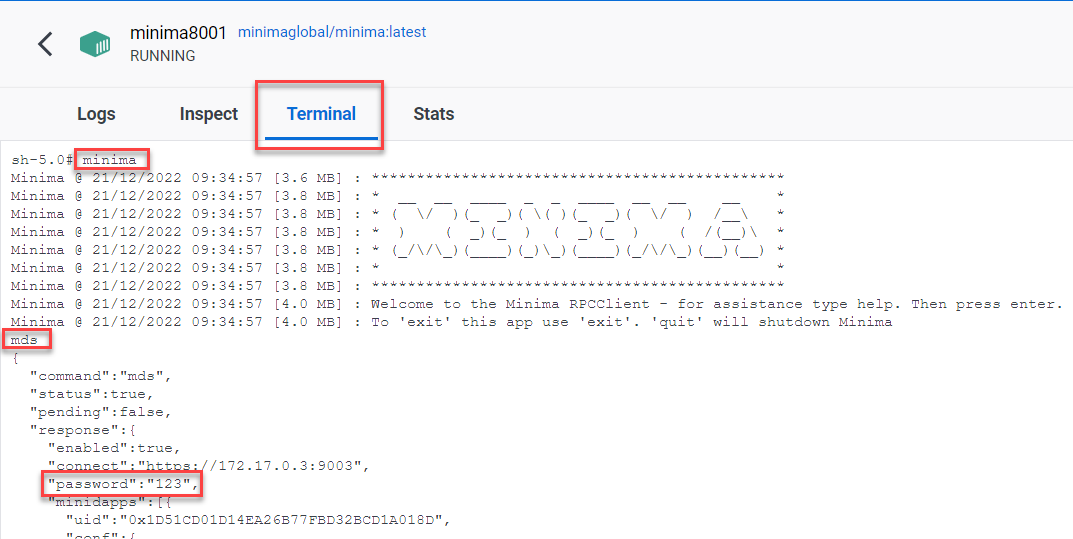 minima8001 minimaglobal/minima:latest
RUNNING
Logs Inspect Terminal Stats
sh-5.0# minima
Minima @ 21/12/2022 09:34:57 [3.6 MB] : **********************************************
Minima @ 21/12/2022 09:34:57 [3.8 MB] : *  __  __  ____  _  _  ____  __  __    __    *
Minima @ 21/12/2022 09:34:57 [3.8 MB] : * (  \/  )(_  _)( \( )(_  _)(  \/  )  /__\   *
Minima @ 21/12/2022 09:34:57 [3.8 MB] : *  )    (  _)(_  )  (  _)(_  )    (  /(__)\  *
Minima @ 21/12/2022 09:34:57 [3.8 MB] : * (_/\/\_)(____)(_)\_)(____)(_/\/\_)(__)(__) *
Minima @ 21/12/2022 09:34:57 [3.8 MB] : *                                            *
Minima @ 21/12/2022 09:34:57 [3.8 MB] : **********************************************
Minima @ 21/12/2022 09:34:57 [4.0 MB] : Welcome to the Minima RPCClient - for assistance type help. Then press enter.
Minima @ 21/12/2022 09:34:57 [4.0 MB] : To 'exit' this app use 'exit'. 'quit' will shutdown Minima
mds
{
  "command":"mds",
  "status":true,
  "pending":false,
  "response":{
    "enabled":true,
    "connect":"https://172.17.0.3:9003",
    "password":"123",
    "minidapps":[{
      "uid":"0x1D51CD01D14EA26B77FBD32BCD1A018D",
      "conf":{